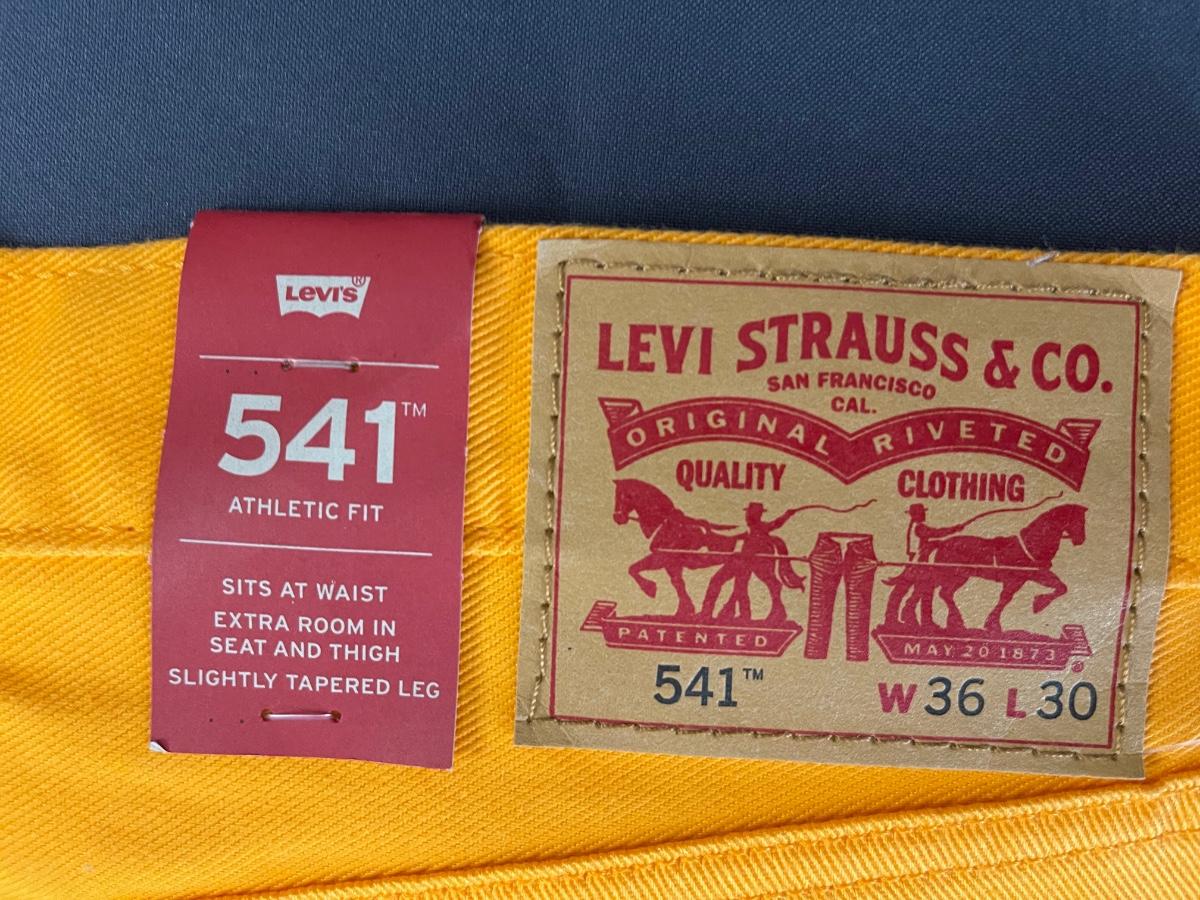 LEVI'S®
541™
ATHLETIC FIT
SITS AT WAIST
EXTRA ROOM IN
SEAT AND THIGH
SLIGHTLY TAPERED LEG
LEVI STRAUSS & CO.
SAN FRANCISCO
CAL.
ORIGINAL RIVETED
QUALITY CLOTHING
PATENTED MAY 20 1873
541™ W 36 L 30